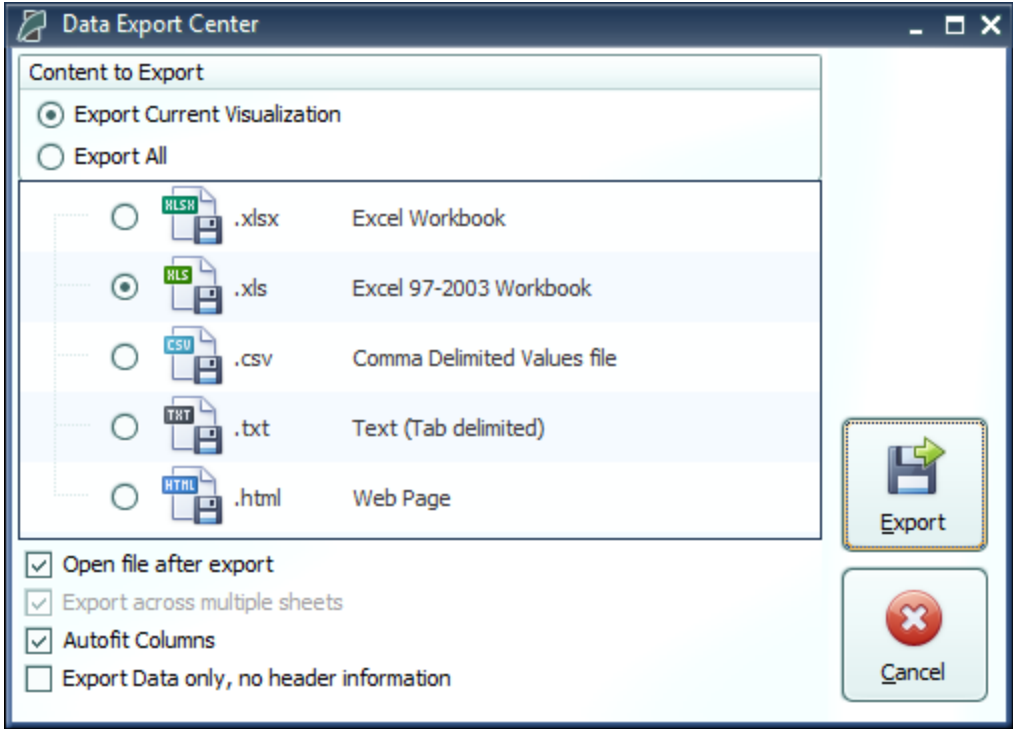 Data Export Center
Content to Export
Export Current Visualization
Export All
XLSX .xlsx Excel Workbook
XLS .xls Excel 97-2003 Workbook
CSV .csv Comma Delimited Values file
TXT .txt Text (Tab delimited)
HTML .html Web Page
Open file after export
Export across multiple sheets
Autofit Columns
Export Data only, no header information
Export
Cancel